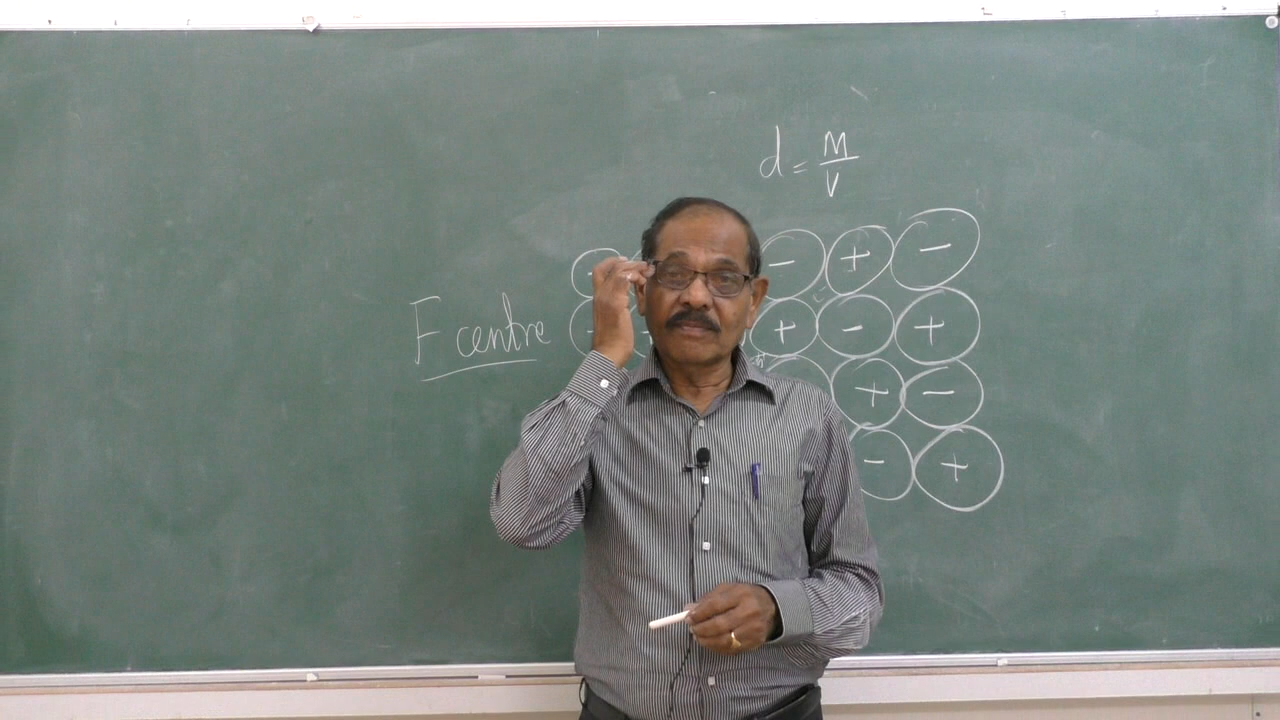 d = M/V
- + -
F centre
+ - +
+ -
- +